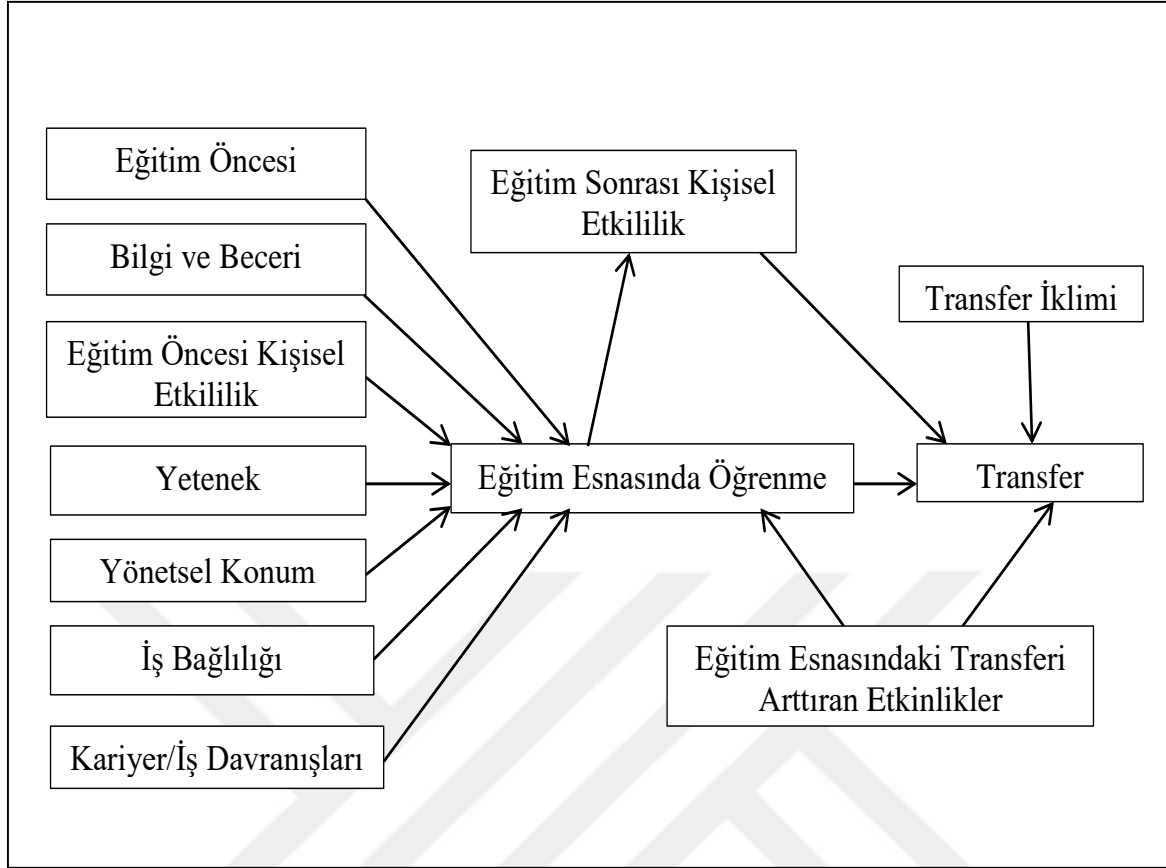 Eğitim Öncesi
Bilgi ve Beceri
Eğitim Öncesi Kişisel
Etkililik
Yetenek
Yönetsel Konum
İş Bağlılığı
Kariyer/İş Davranışları
Eğitim Sonrası Kişisel
Etkililik
Eğitim Esnasında Öğrenme
Transfer İklimi
Transfer
Eğitim Esnasındaki Transferi
Arttıran Etkinlikler